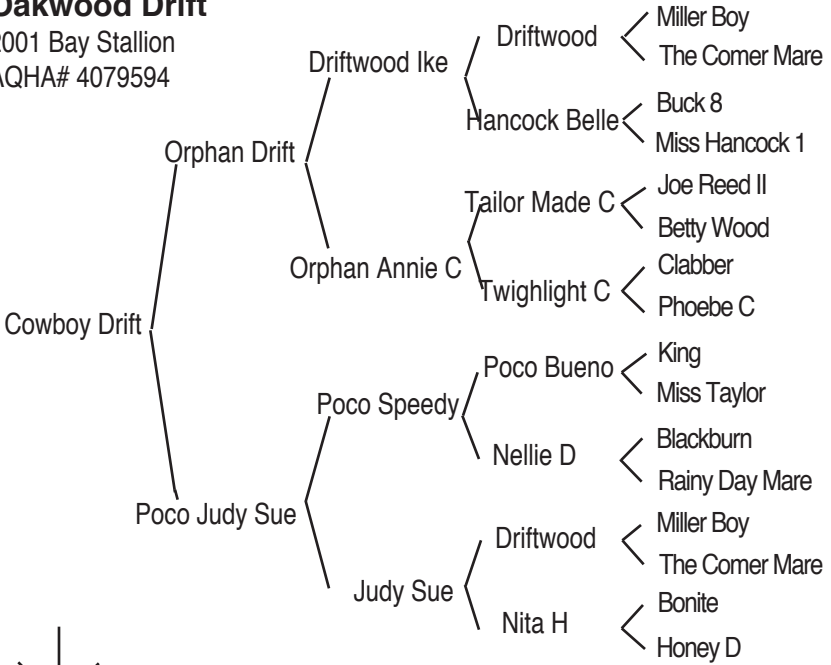 Oakwood Drift
2001 Bay Stallion
AQHA# 4079594
Miller Boy
Driftwood
The Comer Mare
Driftwood Ike
Buck 8
Hancock Belle
Miss Hancock 1
Orphan Drift
Joe Reed II
Tailor Made C
Betty Wood
Orphan Annie C
Clabber
Twighlight C
Phoebe C
Cowboy Drift
King
Poco Bueno
Miss Taylor
Poco Speedy
Blackburn
Nellie D
Rainy Day Mare
Poco Judy Sue
Miller Boy
Driftwood
The Comer Mare
Judy Sue
Bonite
Nita H
Honey D